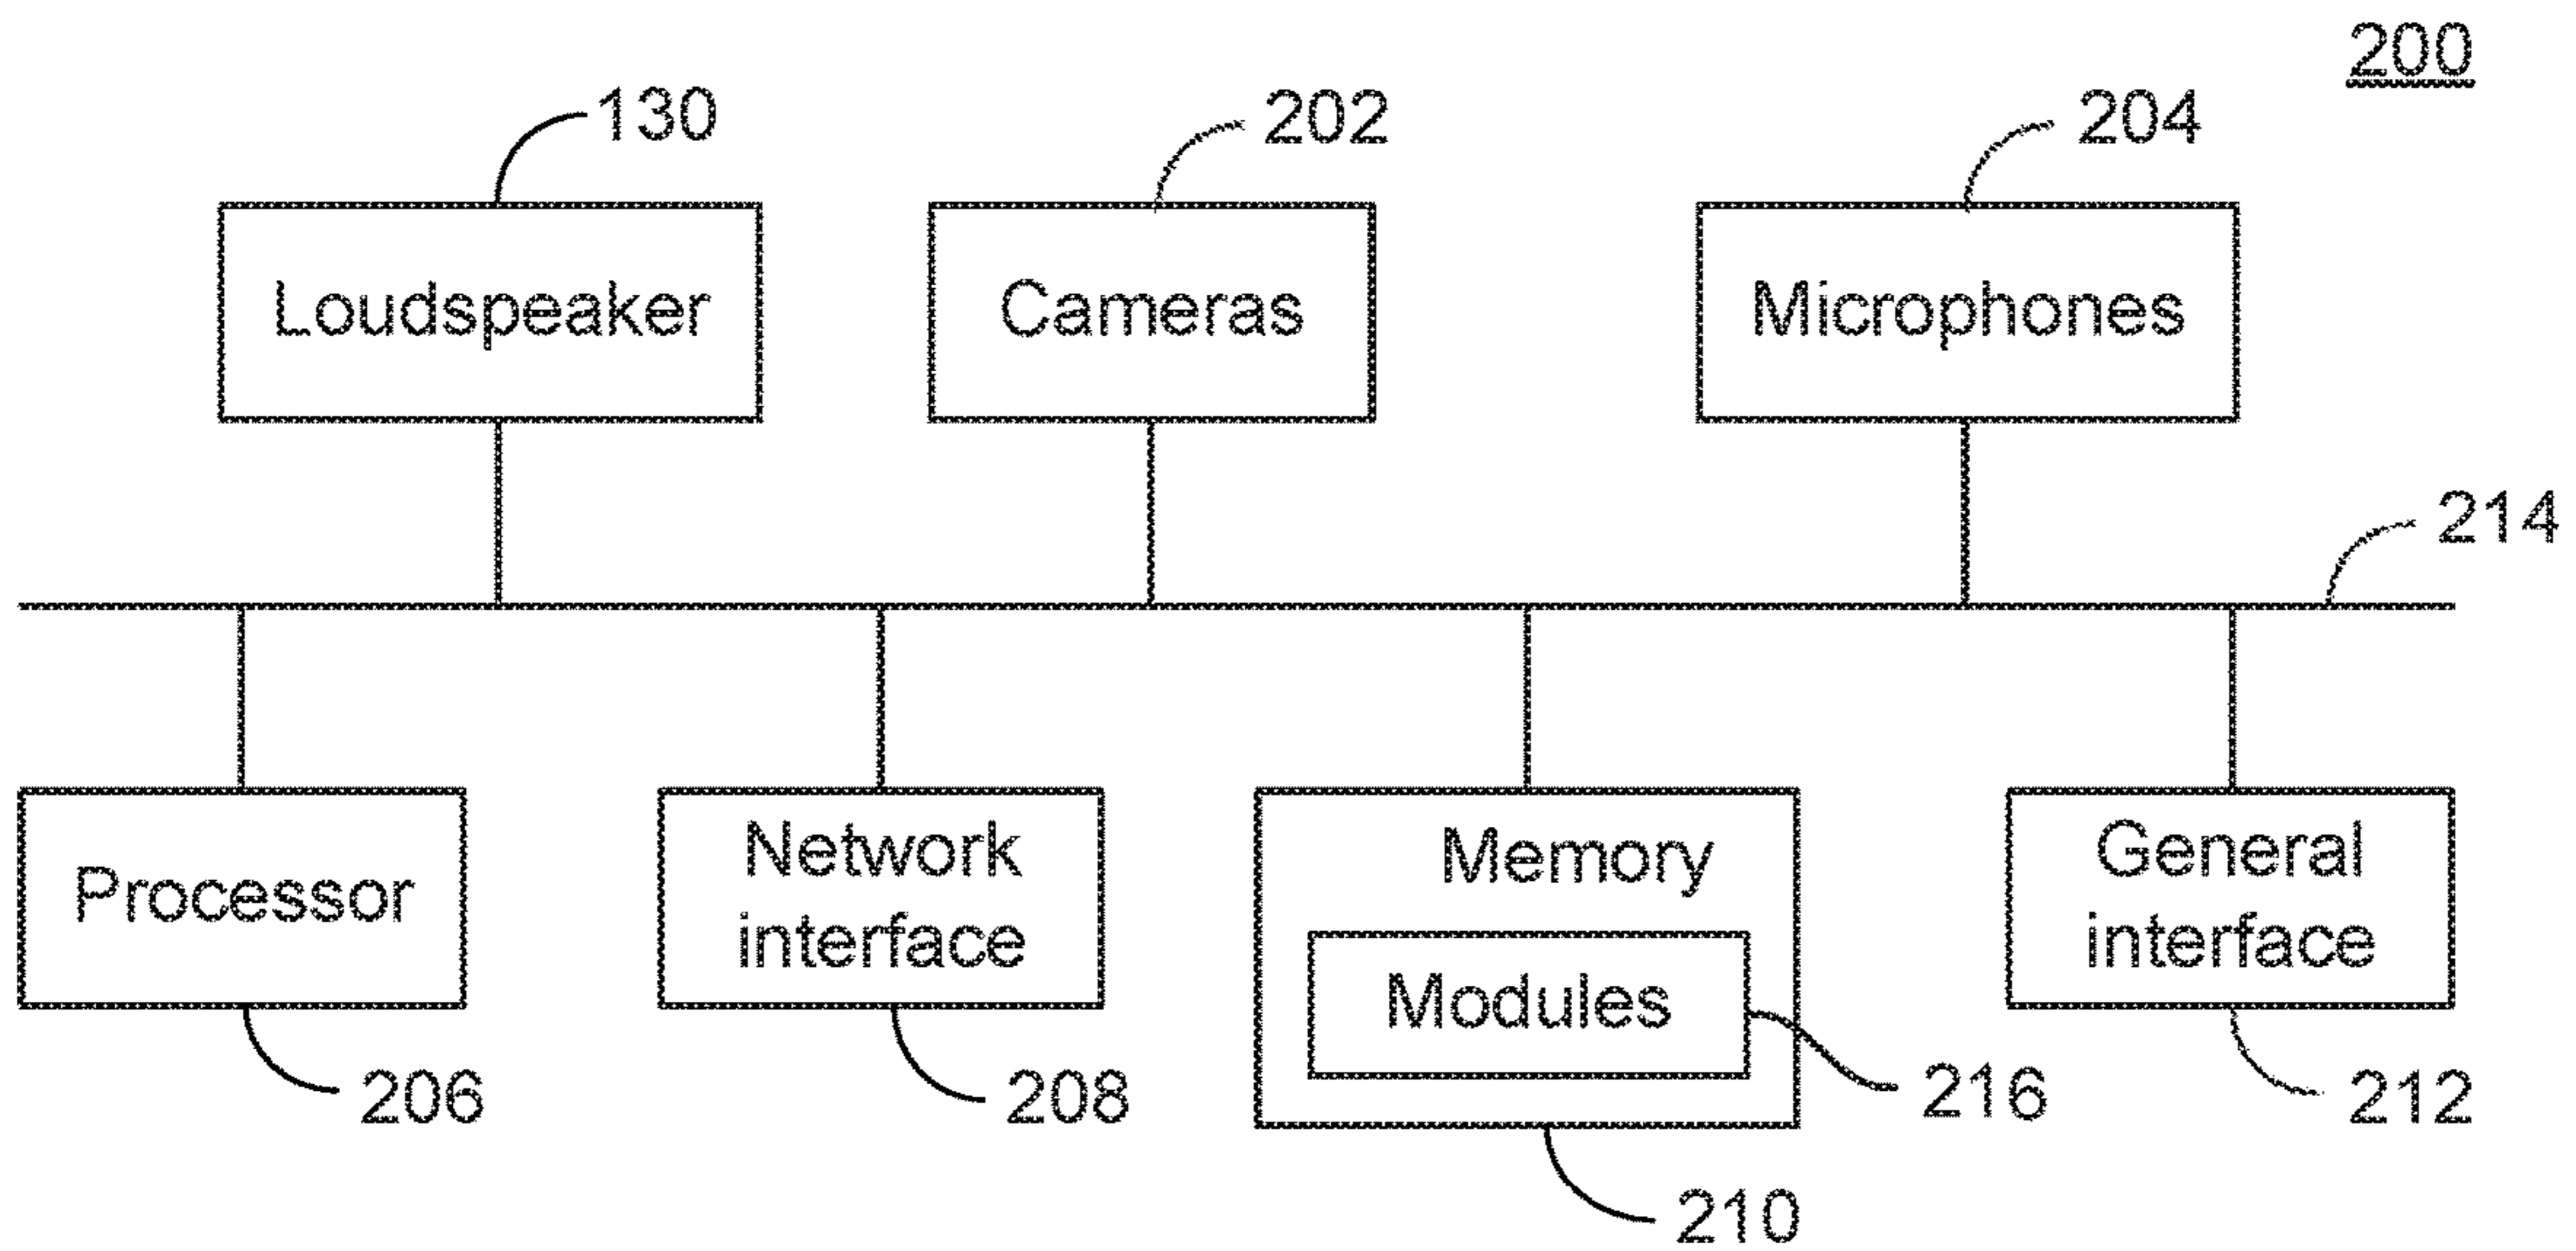 200
130
202
204
Loudspeaker
Cameras
Microphones
214
Processor
Network
interface
Memory
Modules
General
interface
206
208
216
212
210